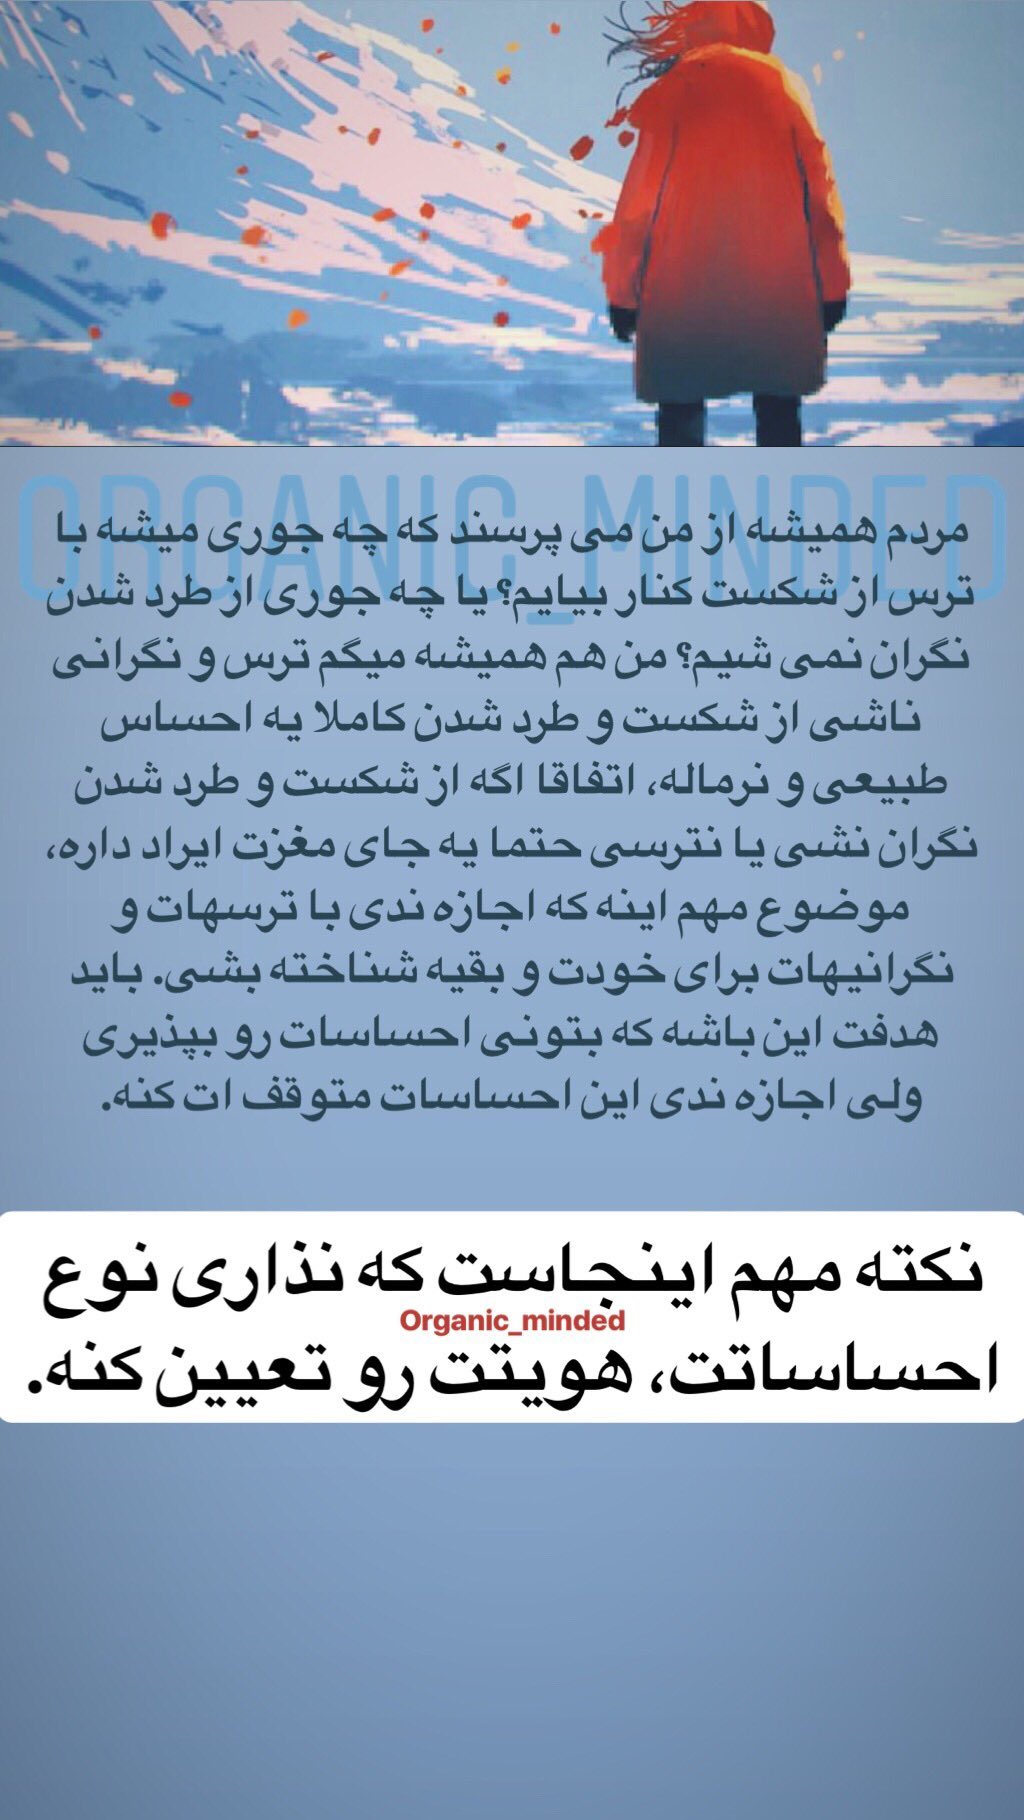 ORGANIC_MINDED
مردم همیشه از من می پرسند که چه جوری میشه با
ترس از شکست کنار بیایم؟ یا چه جوری از طرد شدن
نگران نمی شیم؟ من هم همیشه میگم ترس و نگرانی
ناشی از شکست و طرد شدن کاملا یه احساس
طبیعی و نرماله، اتفاقا اگه از شکست و طرد شدن
نگران نشی یا نترسی حتما یه جای مغزت ایراد داره،
موضوع مهم اینه که اجازه ندی با ترسهات و
نگرانیهات برای خودت و بقیه شناخته بشی. باید
هدفت این باشه که بتونی احساسات رو بپذیری
ولی اجازه ندی این احساسات متوقف ات کنه.
نکته مهم اینجاست که نذاری نوع
Organic_minded
احساساتت، هویتت رو تعیین کنه.